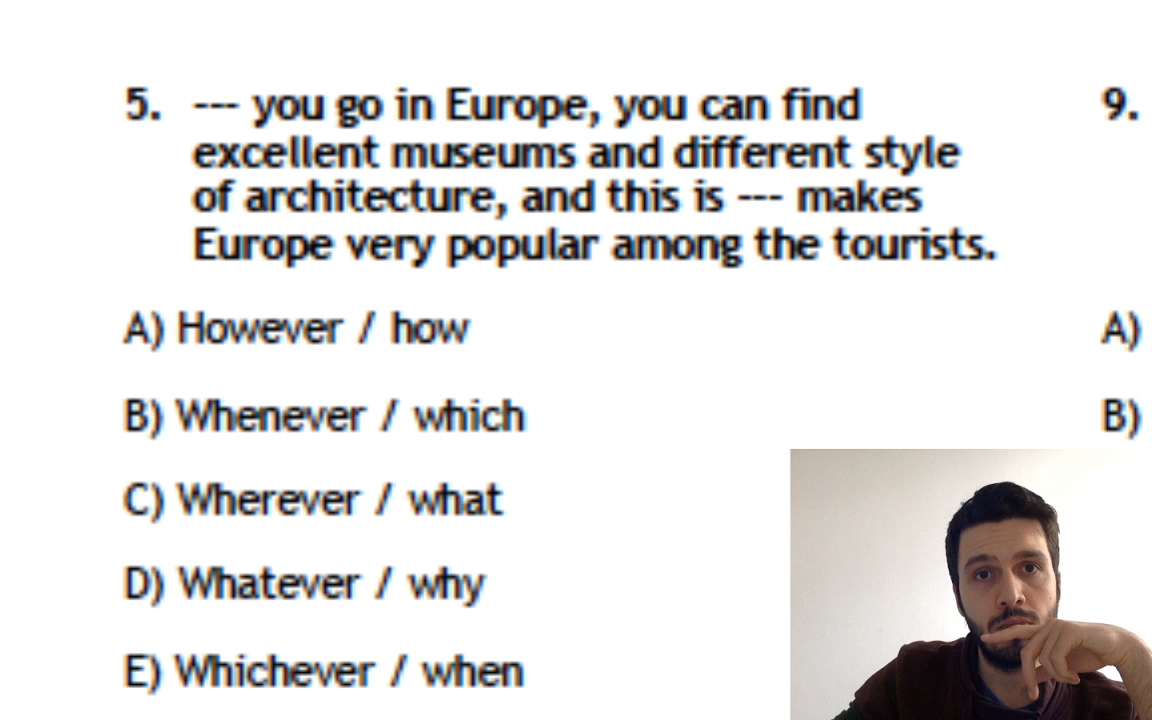 5. --- you go in Europe, you can find
excellent museums and different style
of architecture, and this is --- makes
Europe very popular among the tourists.
A) However / how
B) Whenever / which
C) Wherever / what
D) Whatever / why
E) Whichever / when
9.
A)
B)